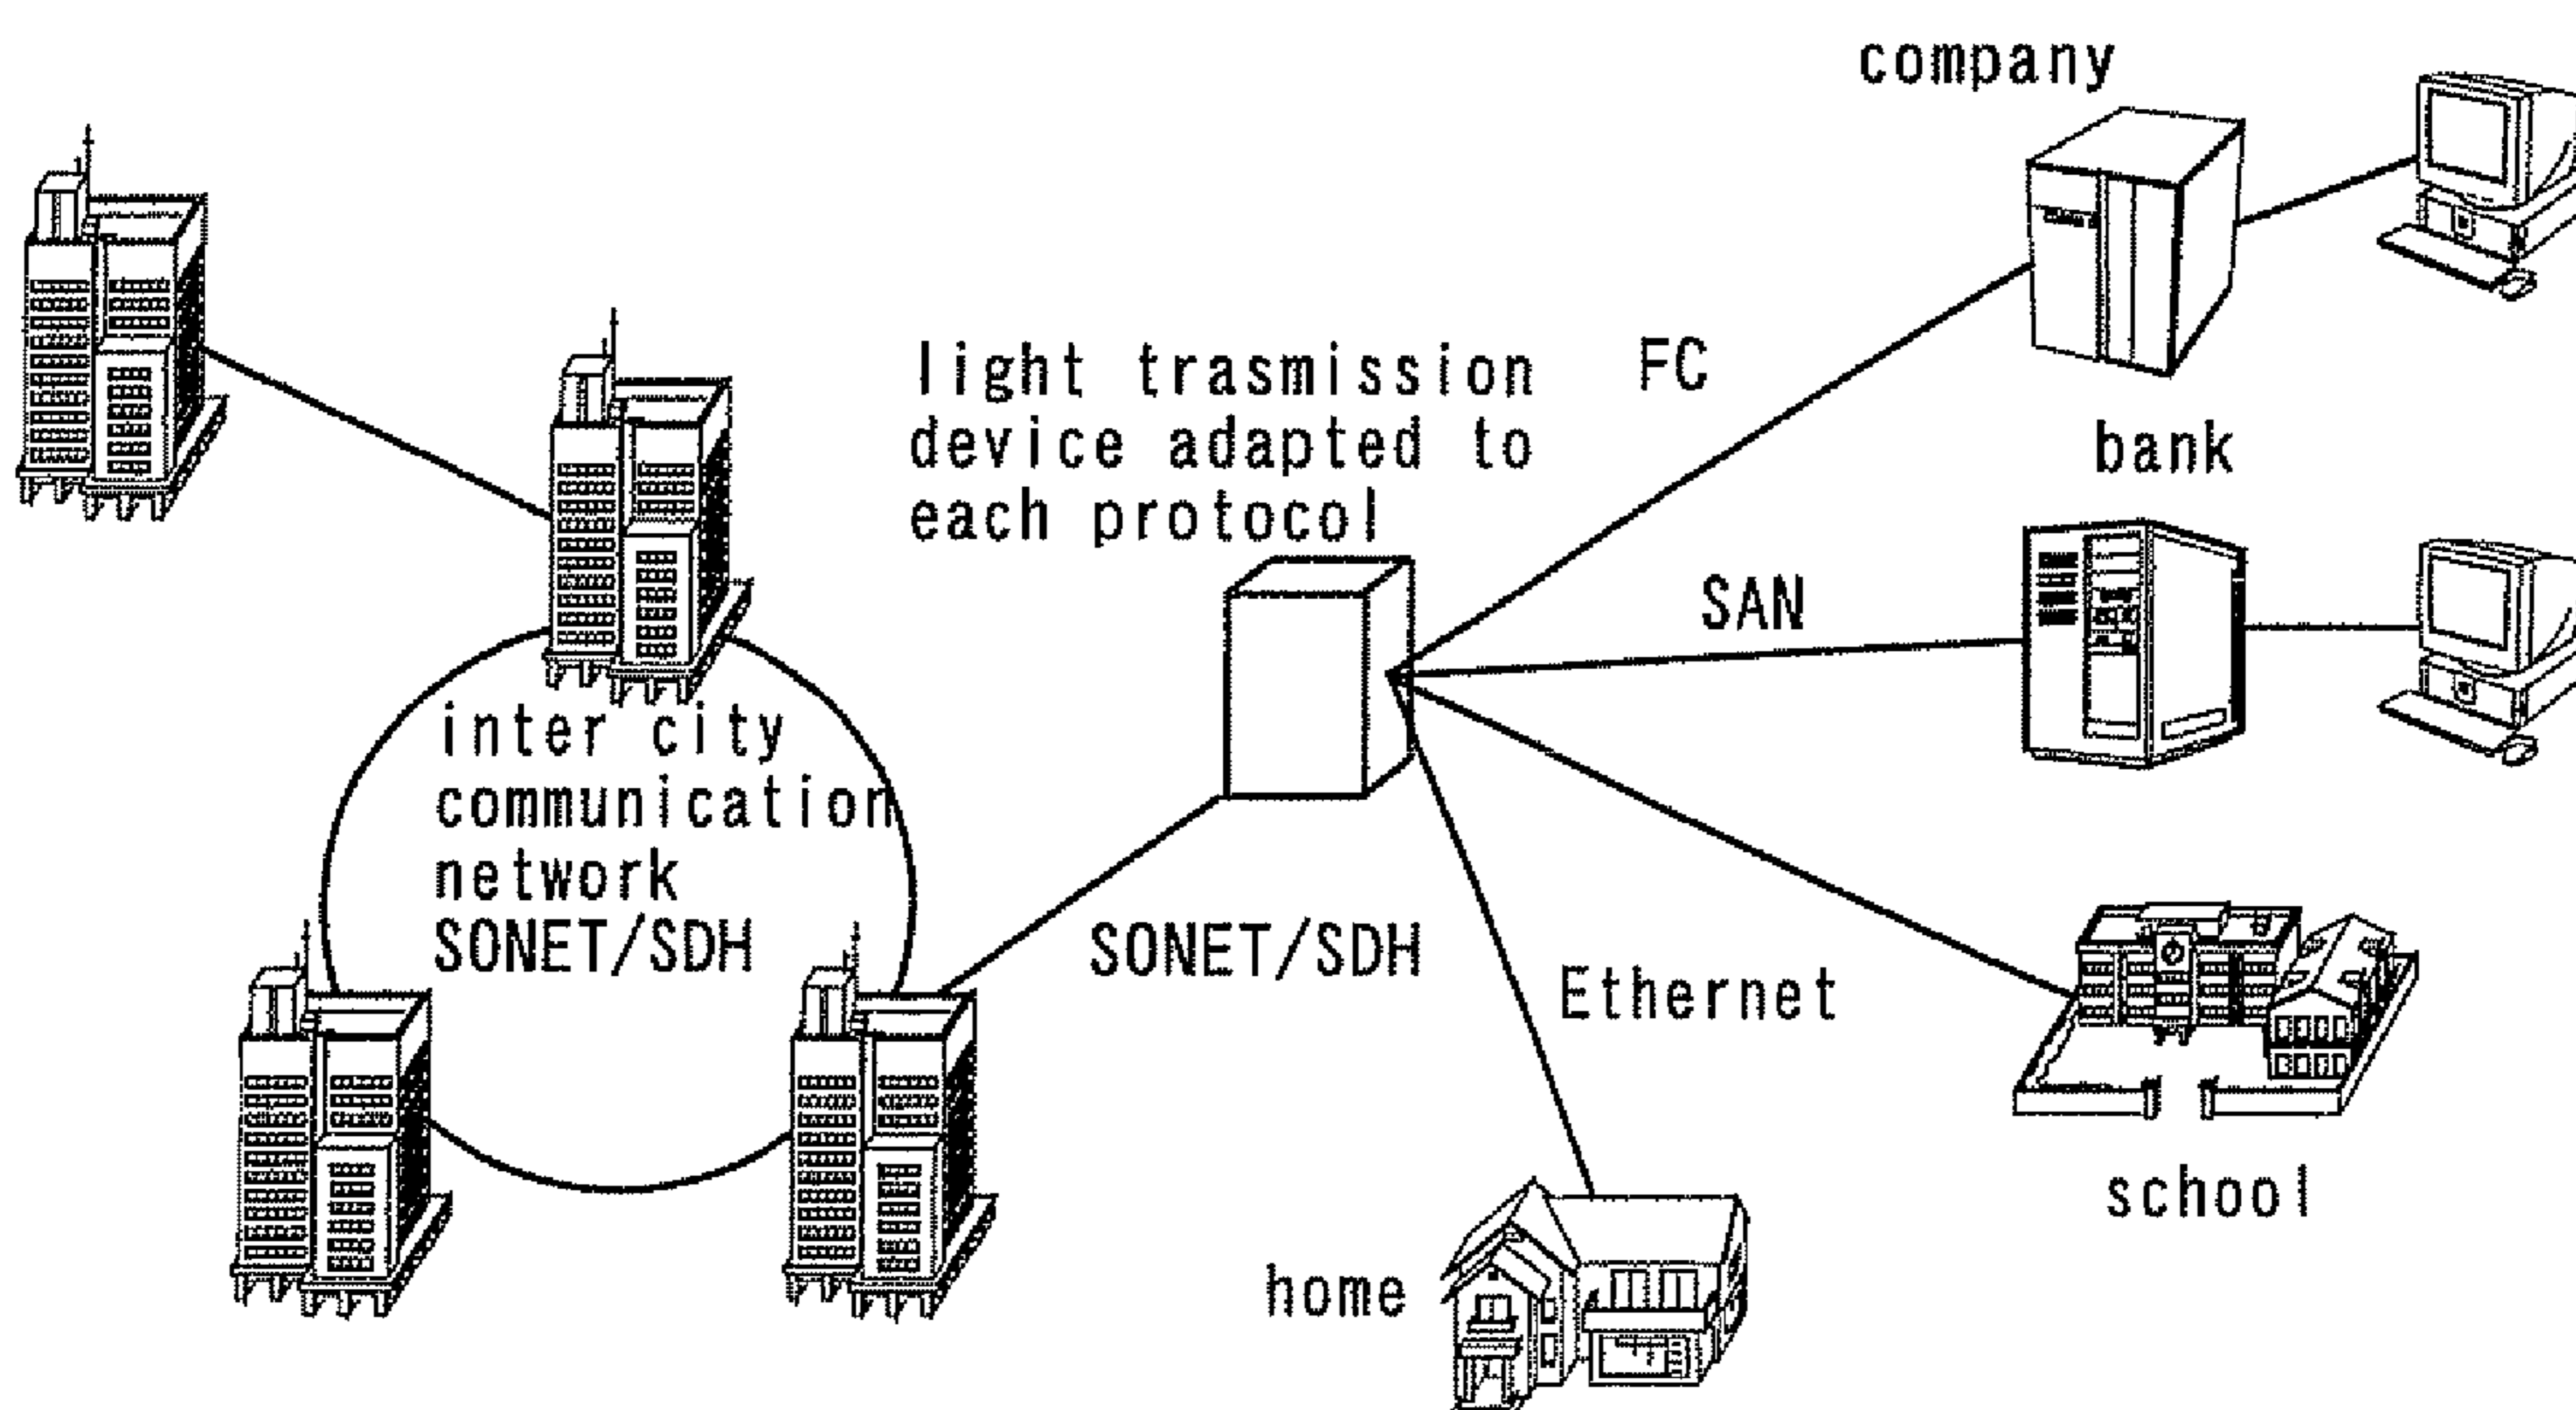 company
light trasmission
device adapted to
each protocol
FC
bank
SAN
inter city
communication
network
SONET/SDH
SONET/SDH
Ethernet
school
home